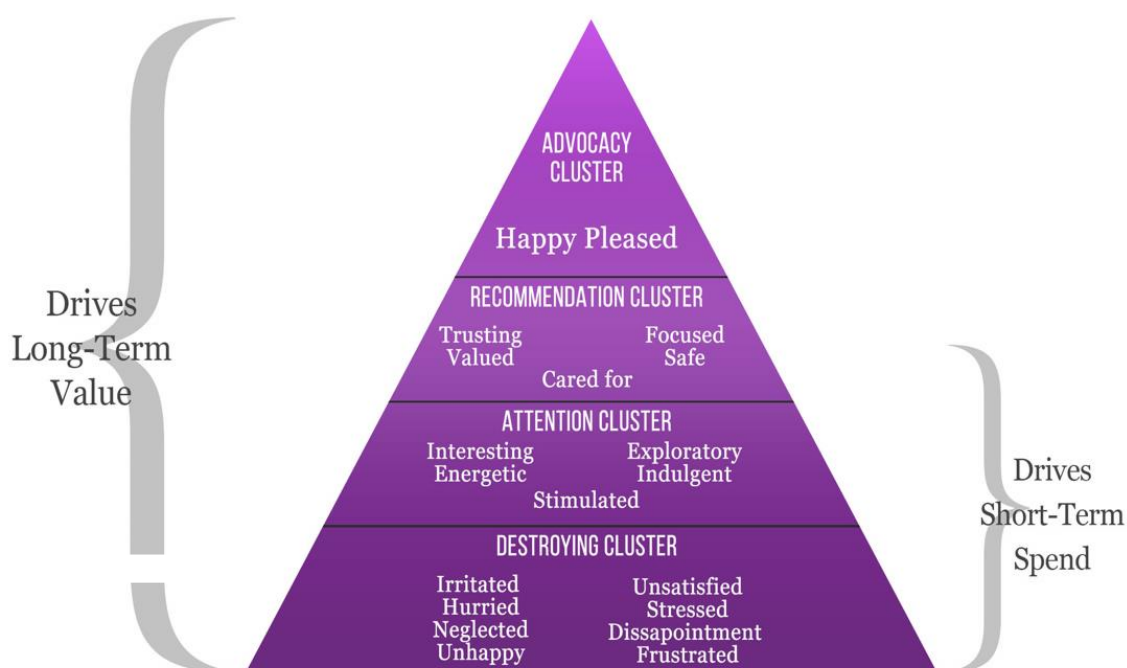 ADVOCACY
CLUSTER
Happy Pleased
RECOMMENDATION CLUSTER
Trusting Focused
Valued Safe
Cared for
ATTENTION CLUSTER
Interesting Exploratory
Energetic Indulgent
Stimulated
DESTROYING CLUSTER
Irritated Unsatisfied
Hurried Stressed
Neglected Dissapointment
Unhappy Frustrated
Drives
Long-Term
Value
Drives
Short-Term
Spend